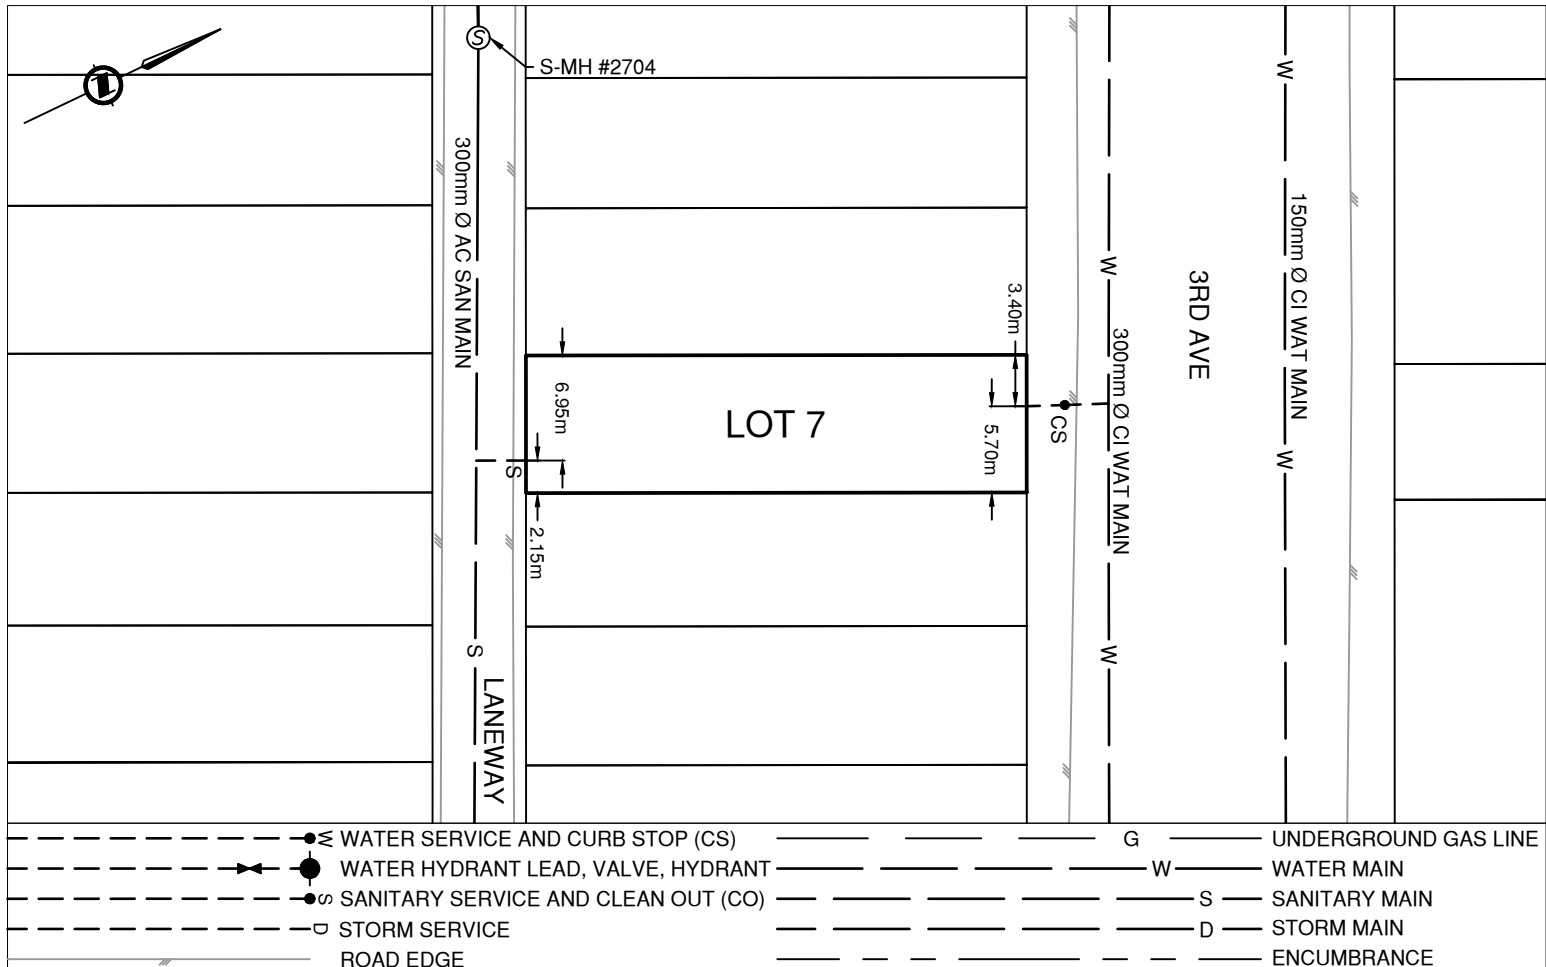 S
S-MH #2704
300mm Ø AC SAN MAIN
W
W
150mm Ø CI WAT MAIN
3RD AVE
3.40m
300mm Ø CI WAT MAIN
6.95m
LOT 7
5.70m
CS
W
S
2.15m
S
W
LANEWAY
W WATER SERVICE AND CURB STOP (CS)
WATER HYDRANT LEAD, VALVE, HYDRANT
S SANITARY SERVICE AND CLEAN OUT (CO)
D STORM SERVICE
ROAD EDGE
G UNDERGROUND GAS LINE
W WATER MAIN
S SANITARY MAIN
D STORM MAIN
ENCUMBRANCE